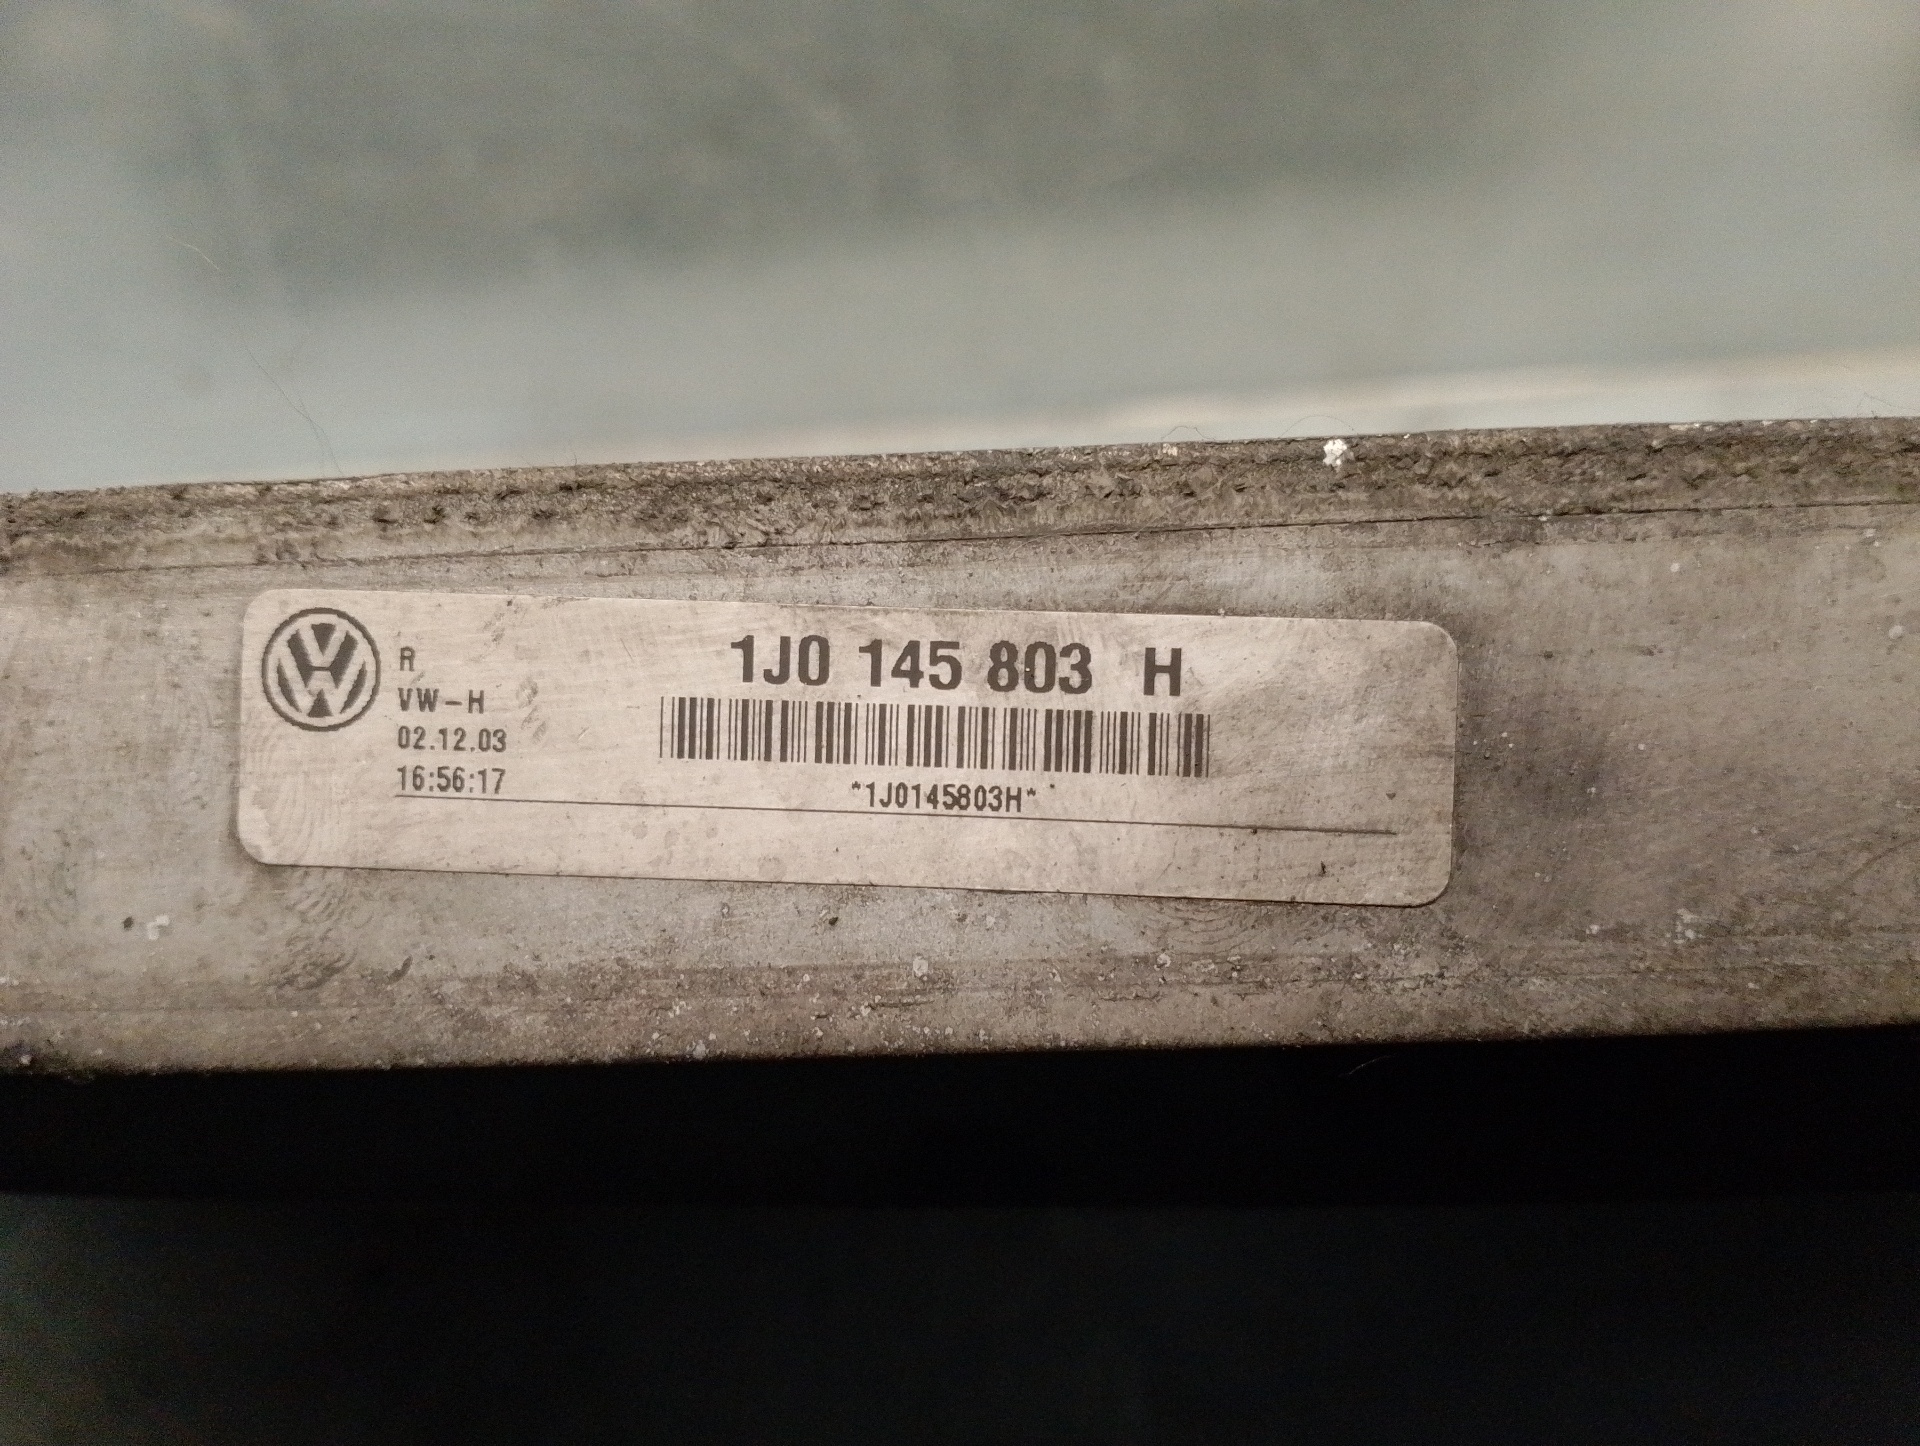 R
VW-H
02.12.03
16:56:17
1J0 145 803 H
*1J0145803H*